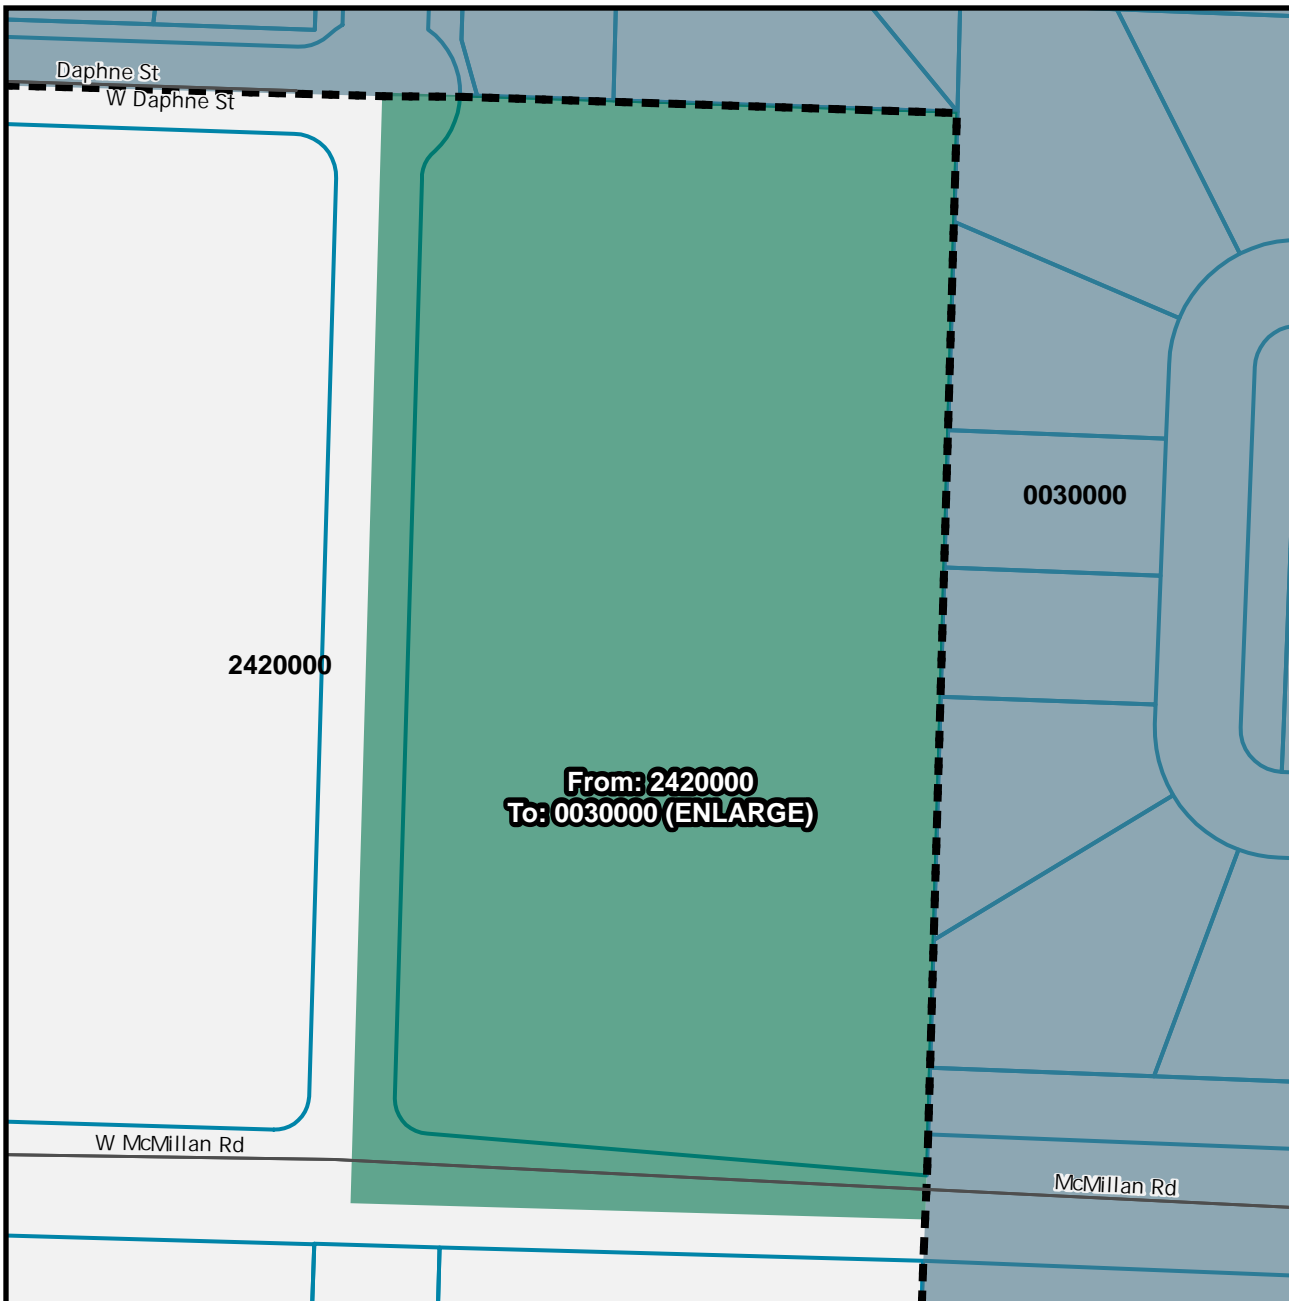 Daphne St
W Daphne St
0030000
2420000
From: 2420000
To: 0030000 (ENLARGE)
W McMillan Rd
McMillan Rd